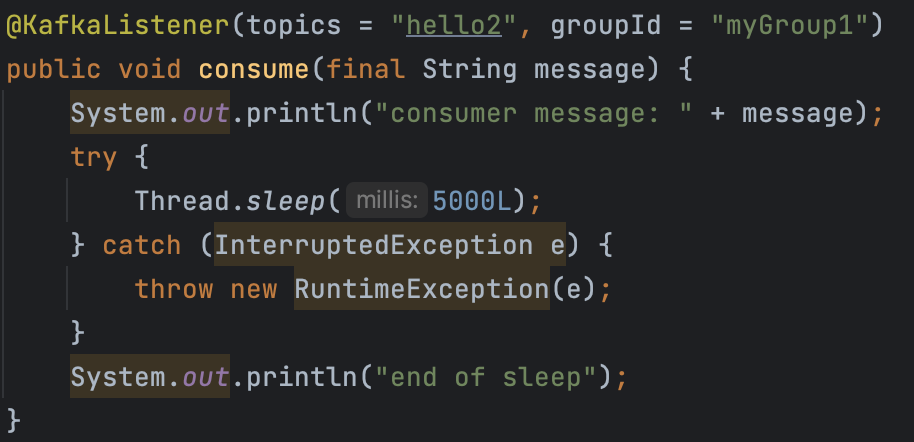 @KafkaListener(topics = "hello2", groupId = "myGroup1")
public void consume(final String message) {
    System.out.println("consumer message: " + message);
    try {
        Thread.sleep( millis: 5000L);
    } catch (InterruptedException e) {
        throw new RuntimeException(e);
    }
    System.out.println("end of sleep");
}